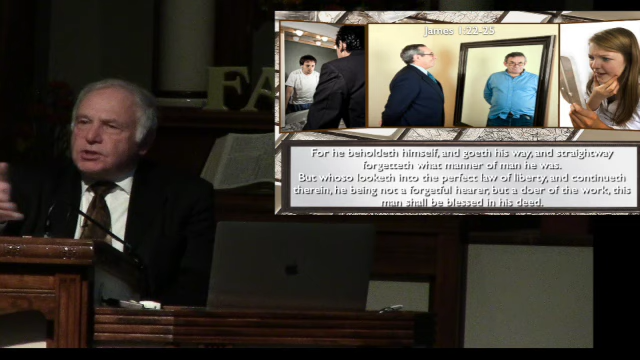 James 1:22-25
FA
For he beholdeth himself, and goeth his way, and straightway
forgetteth what manner of man he was.
But whoso looketh into the perfect law of liberty, and continueth
therein, he being not a forgetful hearer, but a doer of the work, this
man shall be blessed in his deed.